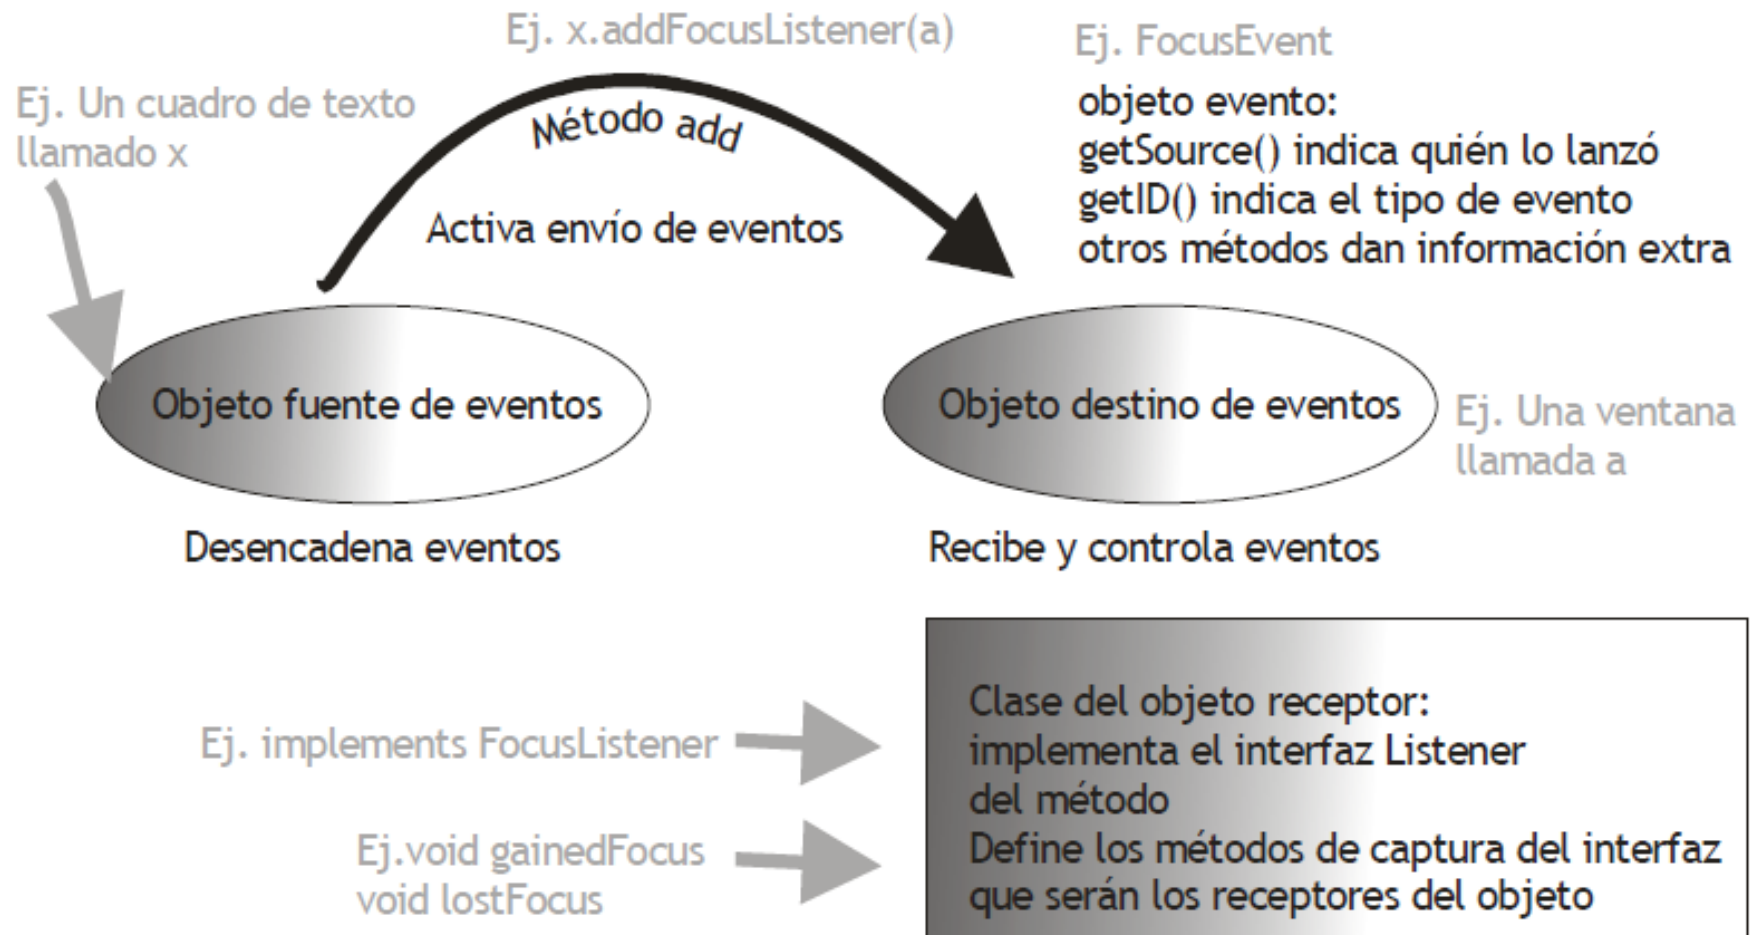 Ej. x.addFocusListener(a)
Ej. FocusEvent
Ej. Un cuadro de texto
llamado x
Método add
Activa envío de eventos
objeto evento:
getSource() indica quién lo lanzó
getID() indica el tipo de evento
otros métodos dan información extra
Objeto fuente de eventos
Objeto destino de eventos
Ej. Una ventana
llamada a
Desencadena eventos
Recibe y controla eventos
Ej. implements FocusListener
Ej.void gainedFocus
void lostFocus
Clase del objeto receptor:
implementa el interfaz Listener
del método
Define los métodos de captura del interfaz
que serán los receptores del objeto